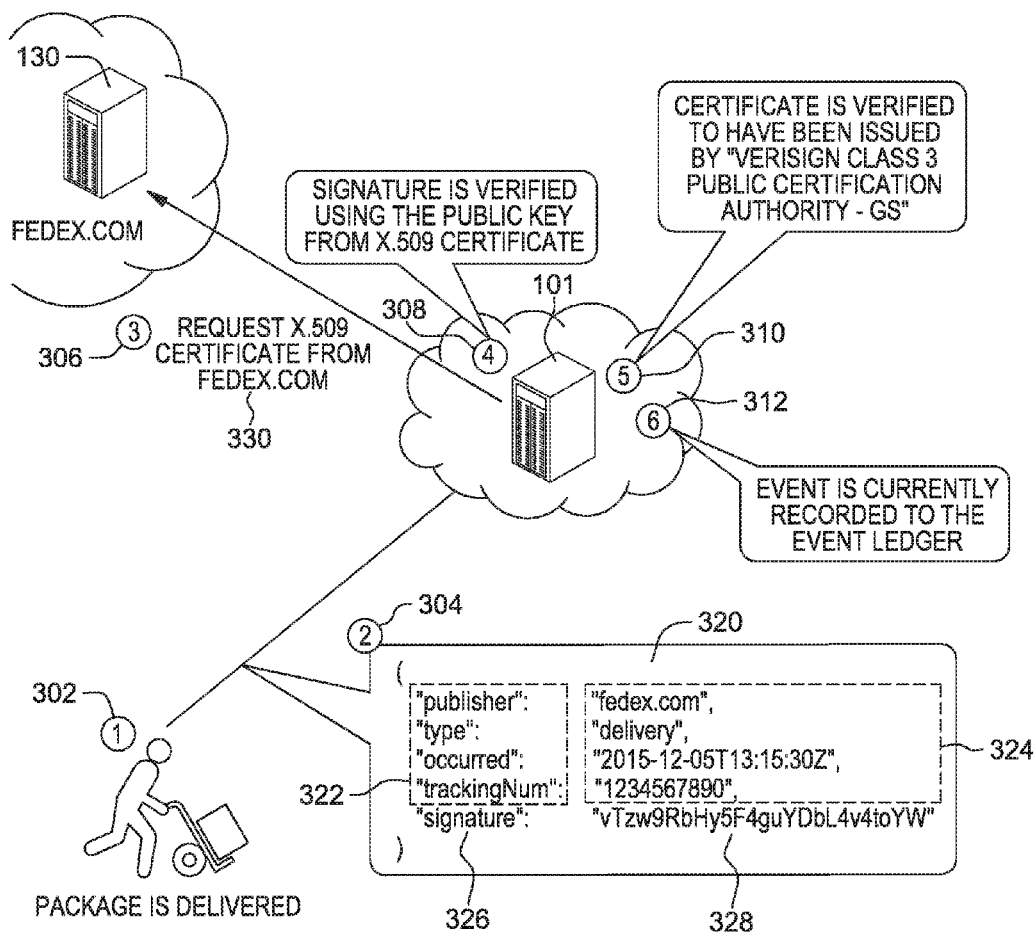 130
FEDEX.COM
CERTIFICATE IS VERIFIED
TO HAVE BEEN ISSUED
BY "VERISIGN CLASS 3
PUBLIC CERTIFICATION
AUTHORITY - GS"
SIGNATURE IS VERIFIED
USING THE PUBLIC KEY
FROM X.509 CERTIFICATE
101
308
4
5
310
306
3
REQUEST X.509
CERTIFICATE FROM
FEDEX.COM
330
6
312
EVENT IS CURRENTLY
RECORDED TO THE
EVENT LEDGER
2
304
320
(
"publisher": "fedex.com",
"type": "delivery",
"occurred": "2015-12-05T13:15:30Z",
"trackingNum": "1234567890",
"signature": "vTzw9RbHy5F4guYDbL4v4toYW"
)
322
324
326
328
302
1
PACKAGE IS DELIVERED